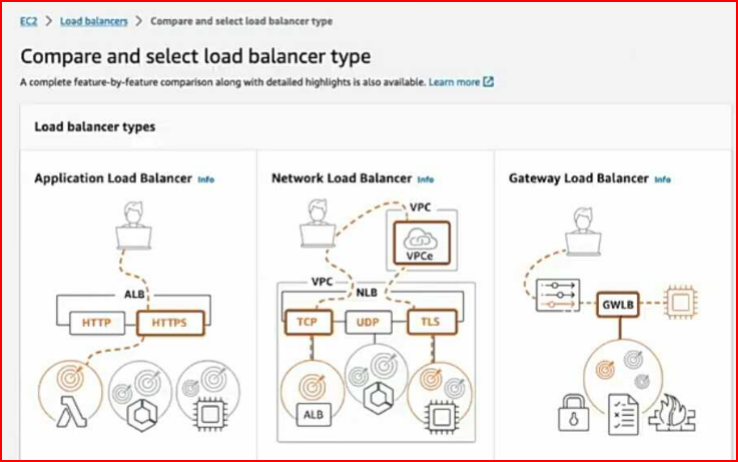 EC2 > Load balancers > Compare and select load balancer type
Compare and select load balancer type
A complete feature-by-feature comparison along with detailed highlights is also available. Learn more
Load balancer types
Application Load Balancer Info
ALB
HTTP HTTPS
Network Load Balancer Info
VPC
VPCe
VPC
NLB
TCP UDP TLS
ALB
Gateway Load Balancer Info
GWLB